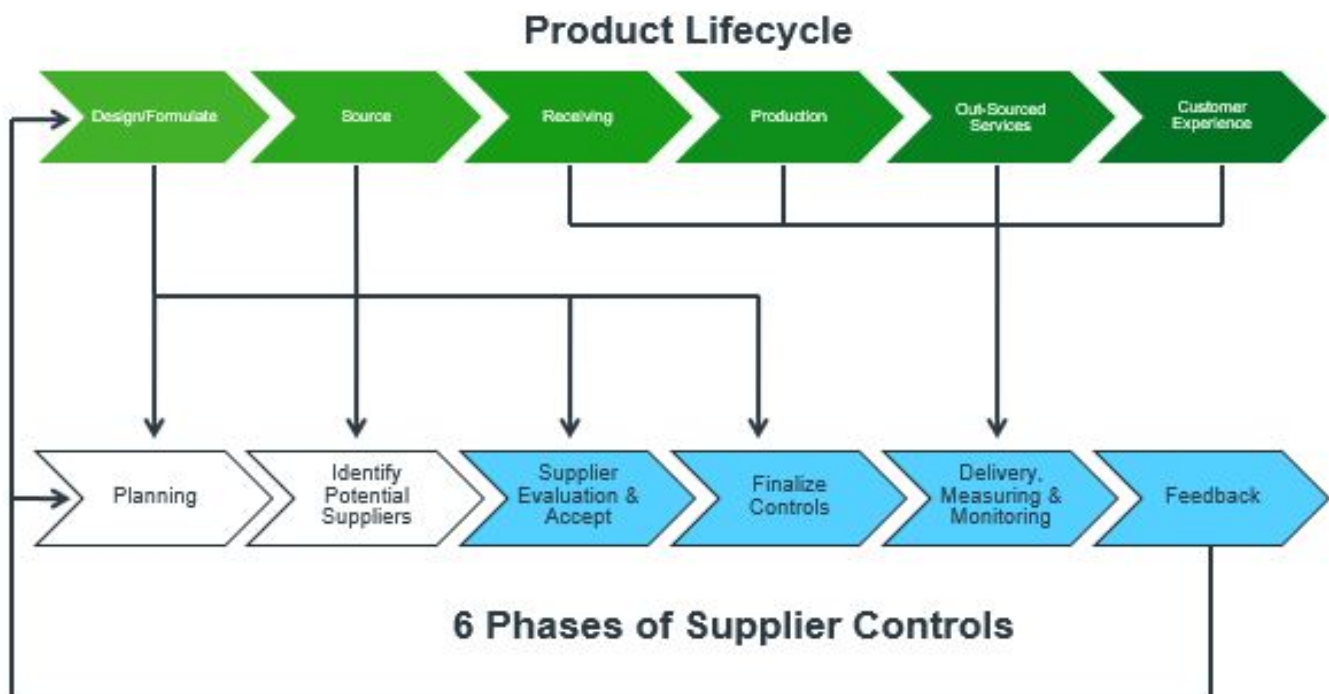 Product Lifecycle
Design/Formulate
Source
Receiving
Production
Out-Sourced
Services
Customer
Experience
Planning
Identify
Potential
Suppliers
Supplier
Evaluation &
Accept
Finalize
Controls
Delivery,
Measuring &
Monitoring
Feedback
6 Phases of Supplier Controls